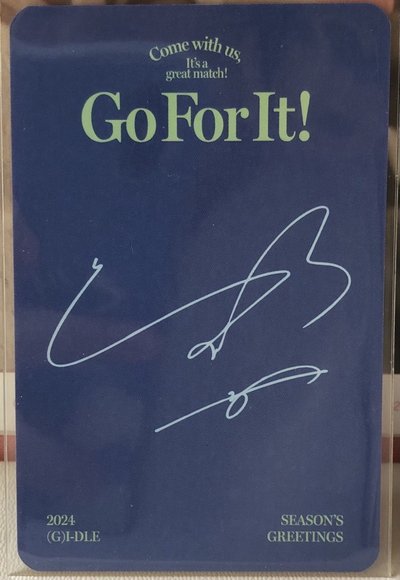 Come with us,
It's a
great match!
Go For It!
2024
(G)I-DLE
SEASON'S
GREETINGS